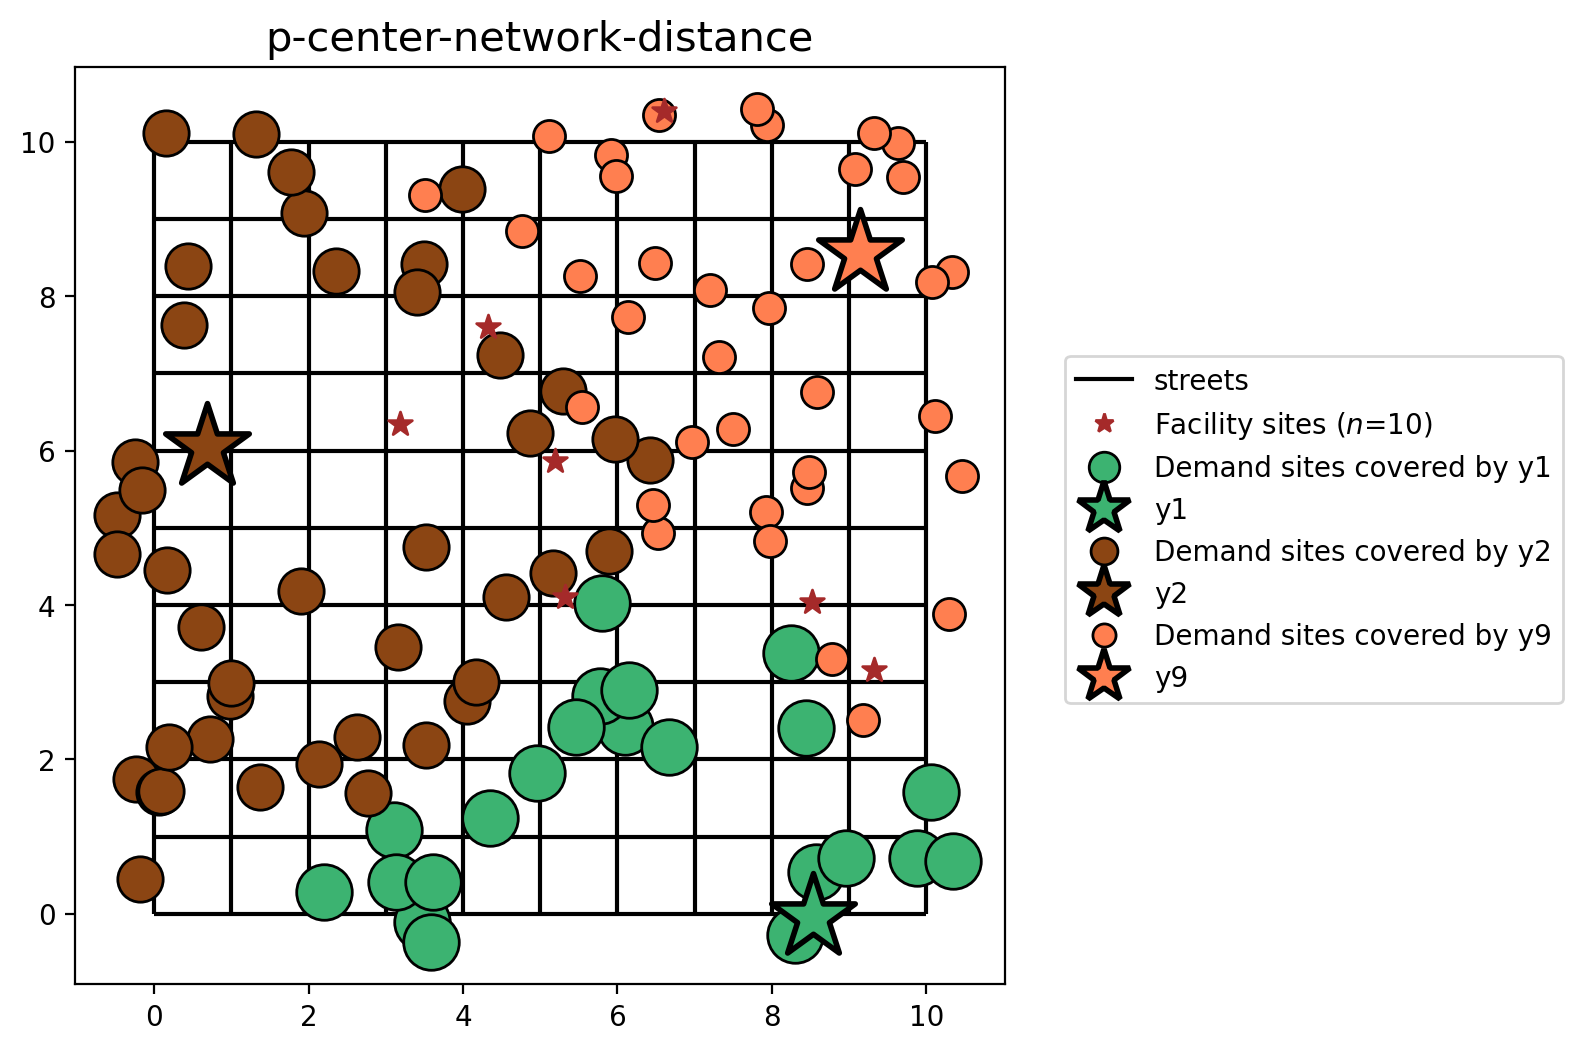 p-center-network-distance
10
8
6
4
2
0
0 2 4 6 8 10
streets
Facility sites (n=10)
Demand sites covered by y1
y1
Demand sites covered by y2
y2
Demand sites covered by y9
y9